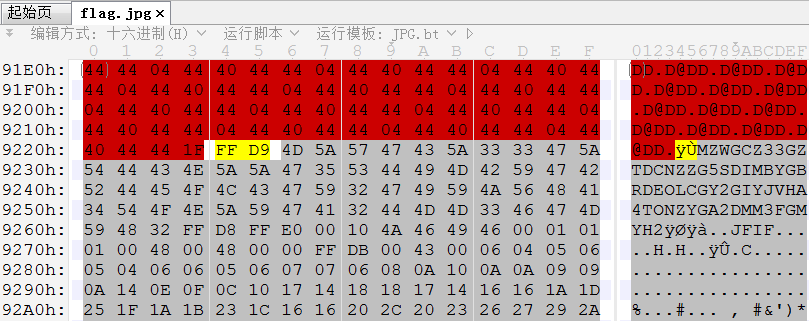 起始页 flag.jpg ×
编辑方式: 十六进制(H) 运行脚本 运行模板: JPG.bt
0 1 2 3 4 5 6 7 8 9 A B C D E F 0123456789ABCDEF
91E0h: 44 44 04 44 40 44 44 04 44 40 44 44 04 44 40 44 DD.D@DD.D@DD.D@D
91F0h: 44 04 44 40 44 44 04 44 40 44 44 04 44 40 44 44 D.D@DD.D@DD.D@DD
9200h: 04 44 40 44 44 04 44 40 44 44 04 44 40 44 44 04 .D@DD.D@DD.D@DD.
9210h: 44 40 44 44 04 44 40 44 44 04 44 40 44 44 04 44 D@DD.D@DD.D@DD.D
9220h: 40 44 44 1F FF D9 4D 5A 57 47 43 5A 33 33 47 5A @DD.ÿÙMZWGCZ33GZ
9230h: 54 44 43 4E 5A 5A 47 35 53 44 49 4D 42 59 47 42 TDCNZZG5SDIMBYGB
9240h: 52 44 45 4F 4C 43 47 59 32 47 49 59 4A 56 48 41 RDEOLCGY2GIYJVHA
9250h: 34 54 4F 4E 5A 59 47 41 32 44 4D 4D 33 46 47 4D 4TONZYGA2DMM3FGM
9260h: 59 48 32 FF D8 FF E0 00 10 4A 46 49 46 00 01 01 YH2ÿØÿà..JFIF...
9270h: 01 00 48 00 48 00 00 FF DB 00 43 00 06 04 05 06 ..H.H..ÿÛ.C.....
9280h: 05 04 06 06 05 06 07 07 06 08 0A 10 0A 0A 09 09 ................
9290h: 0A 14 0E 0F 0C 10 17 14 18 18 17 14 16 16 1A 1D ................
92A0h: 25 1F 1A 1B 23 1C 16 16 20 2C 20 23 26 27 29 2A %...#... , #&')*